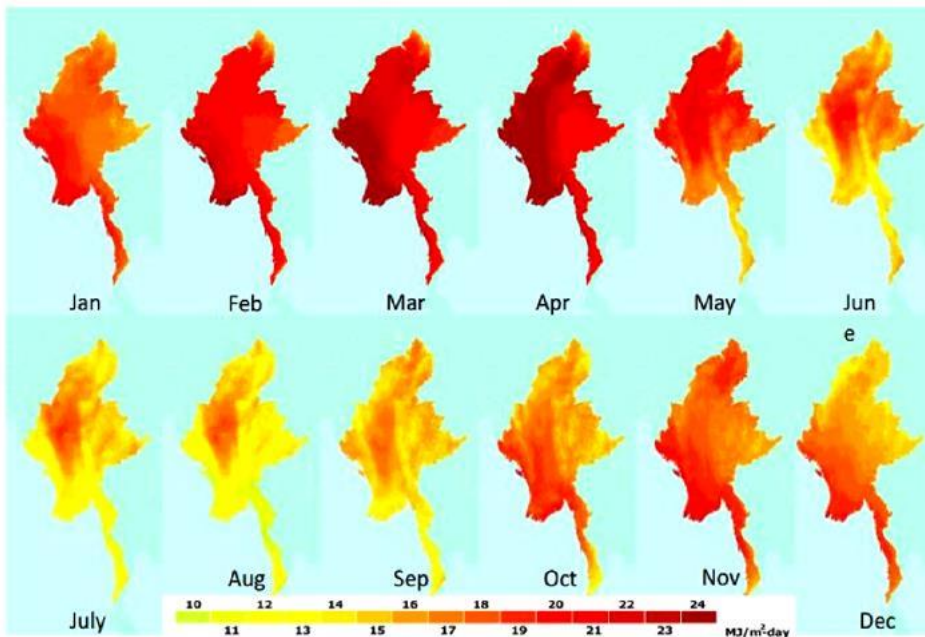 Jan Feb Mar Apr May Jun
e
Aug Sep Oct Nov
July Dec
10 12 14 16 18 20 22 24
11 13 15 17 19 21 23 MJ/m²-day